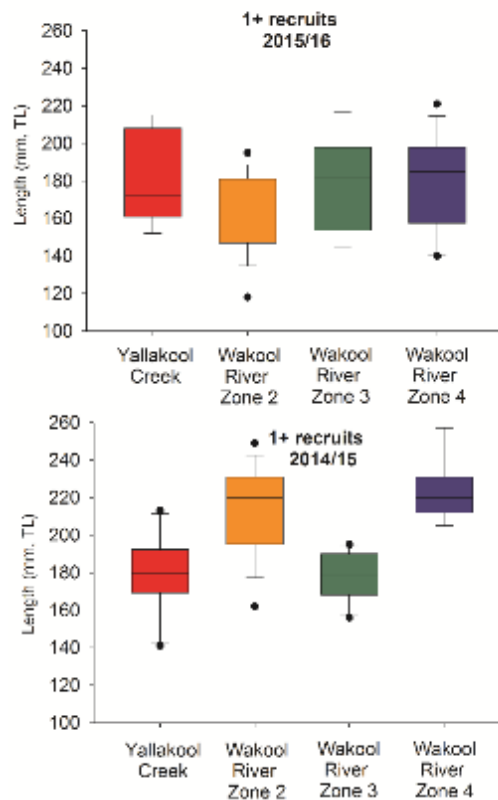 1+ recruits
2015/16
260
240
220
200
180
160
140
120
100
Length (mm, TL)
Yallakool
Creek
Wakool
River
Zone 2
Wakool
River
Zone 3
Wakool
River
Zone 4
1+ recruits
2014/15
260
240
220
200
180
160
140
120
100
Length (mm, TL)
Yallakool
Creek
Wakool
River
Zone 2
Wakool
River
Zone 3
Wakool
River
Zone 4